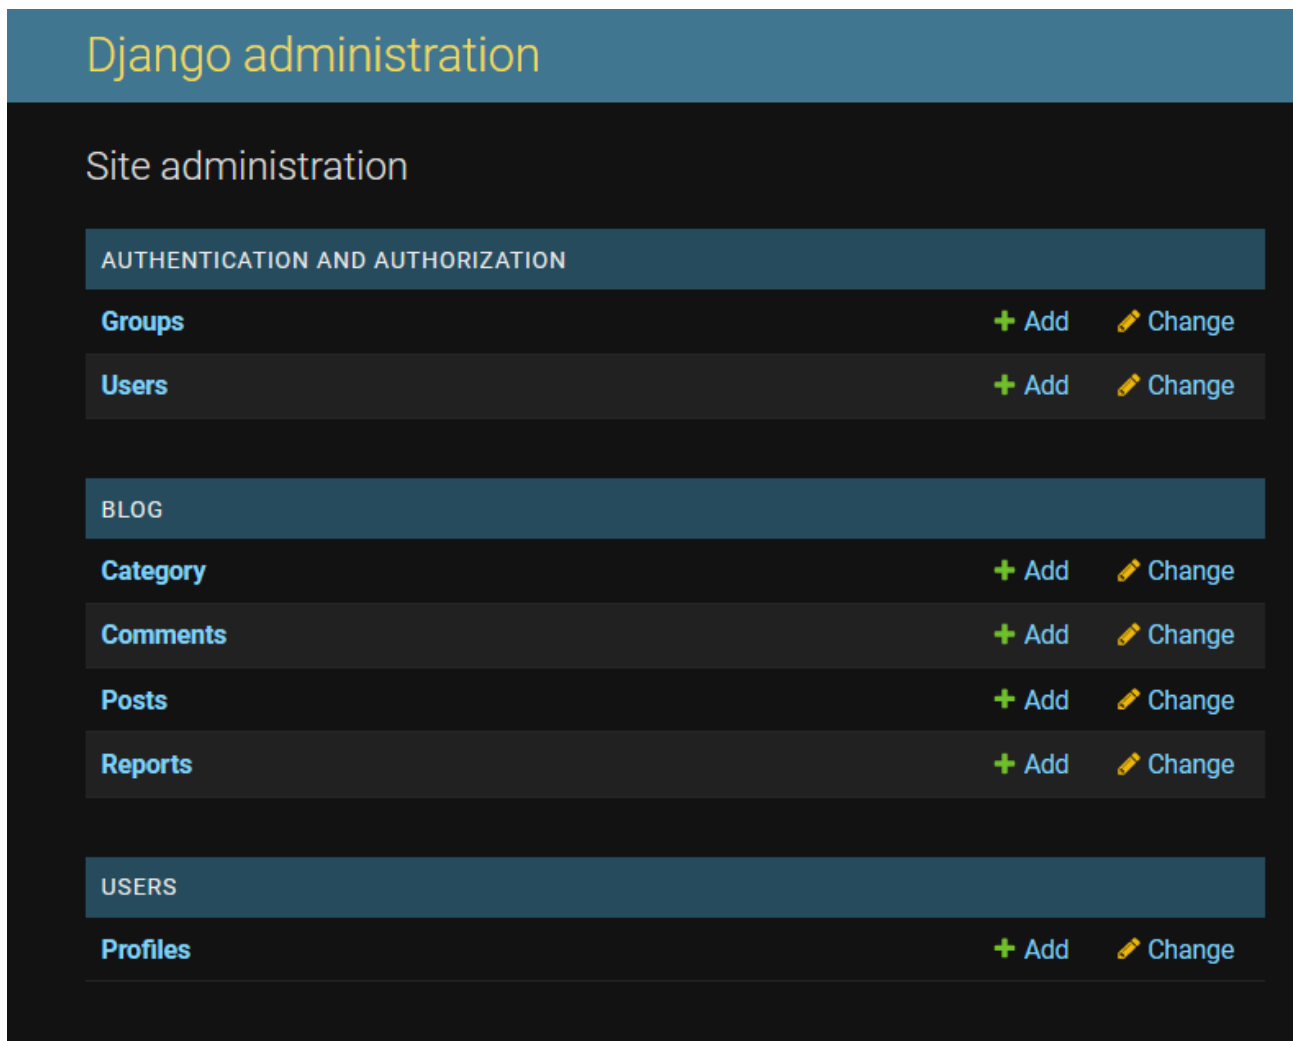 Django administration
Site administration
AUTHENTICATION AND AUTHORIZATION
Groups Add Change
Users Add Change
BLOG
Category Add Change
Comments Add Change
Posts Add Change
Reports Add Change
USERS
Profiles Add Change